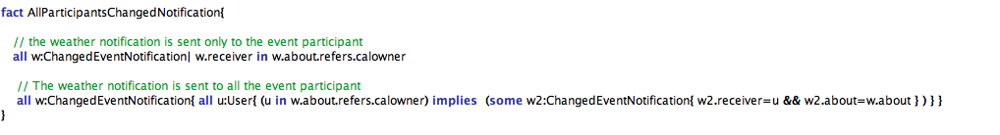 fact AllParticipantsChangedNotification{
// the weather notification is sent only to the event participant
all w:ChangedEventNotification| w.receiver in w.about.refers.calowner
// The weather notification is sent to all the event participant
all w:ChangedEventNotification{ all u:User{ (u in w.about.refers.calowner) implies (some w2:ChangedEventNotification{ w2.receiver=u && w2.about=w.about } ) } }
}